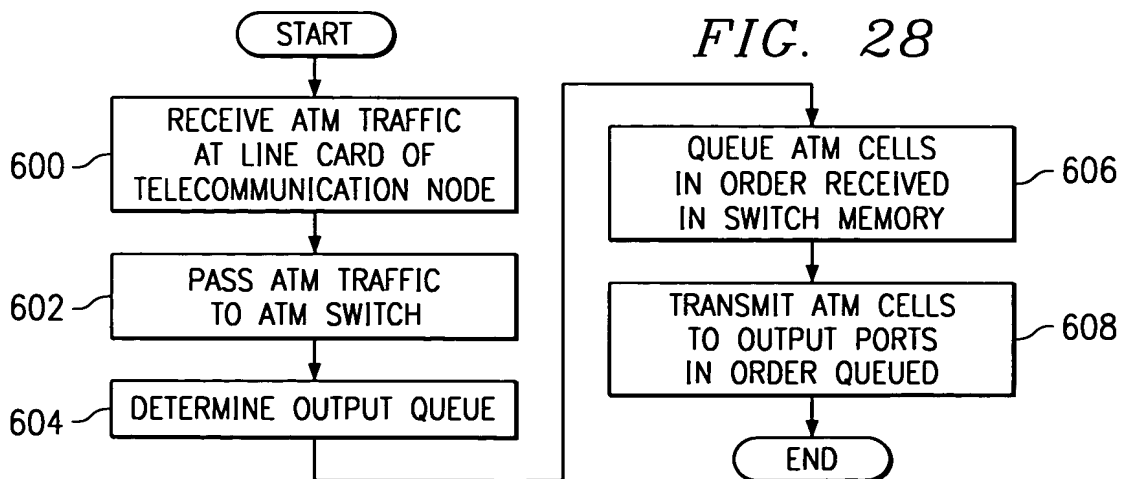 FIG. 28
START
600
RECEIVE ATM TRAFFIC
AT LINE CARD OF
TELECOMMUNICATION NODE
602
PASS ATM TRAFFIC
TO ATM SWITCH
604
DETERMINE OUTPUT QUEUE
QUEUE ATM CELLS
IN ORDER RECEIVED
IN SWITCH MEMORY
606
TRANSMIT ATM CELLS
TO OUTPUT PORTS
IN ORDER QUEUED
608
END